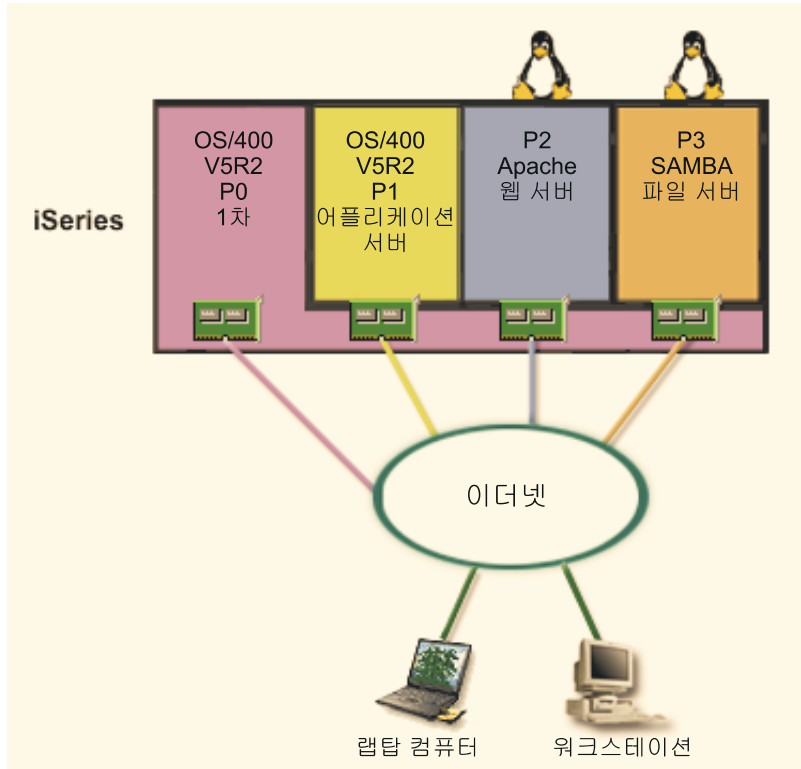 iSeries
OS/400
V5R2
P0
1차
OS/400
V5R2
P1
어플리케이션
서버
P2
Apache
웹 서버
P3
SAMBA
파일 서버
이더넷
랩탑 컴퓨터
워크스테이션